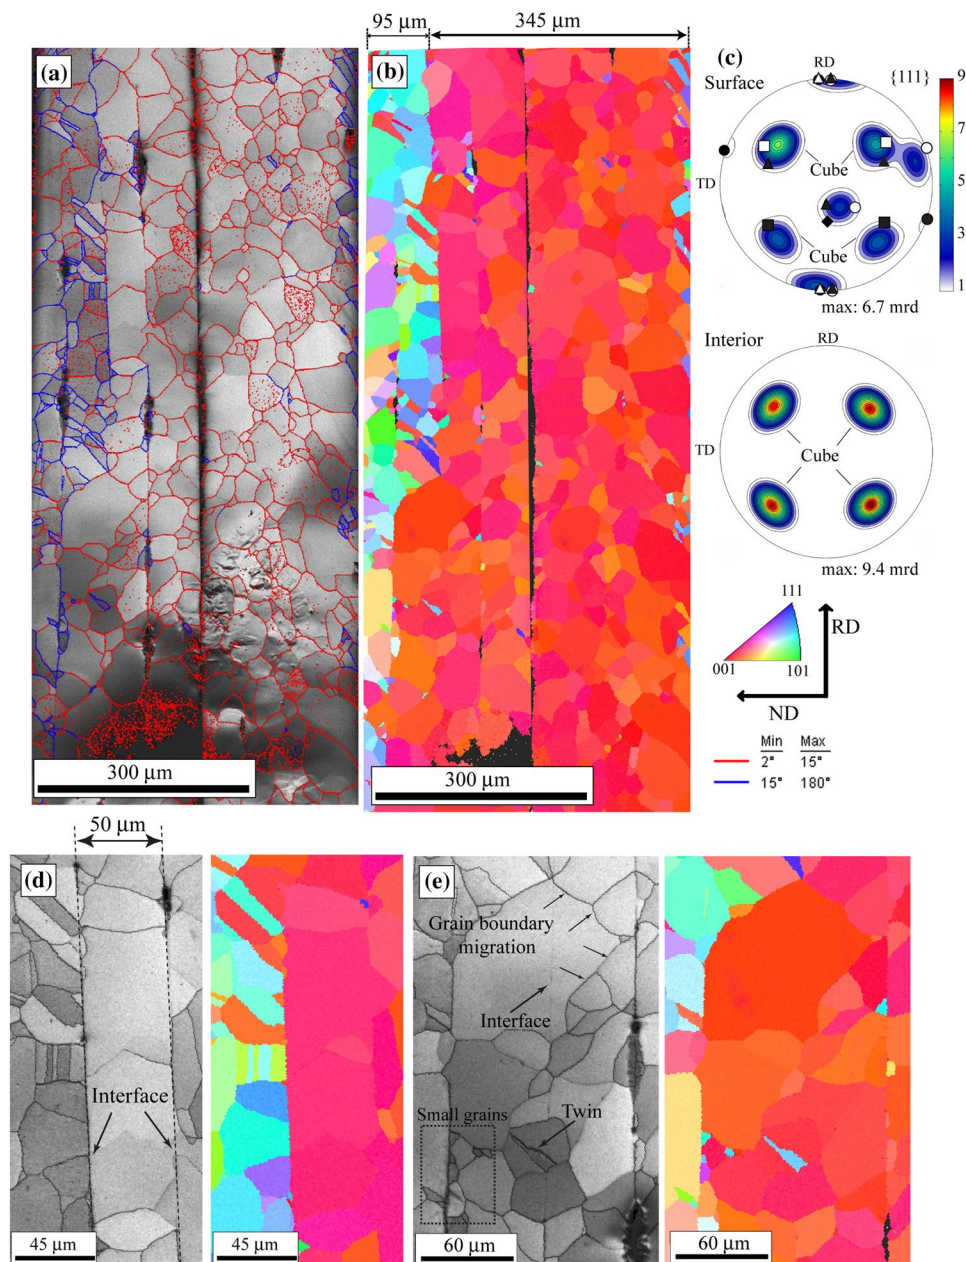 95 µm
345 µm
(a)
(b)
(c)
RD
{111}
Surface
9
7
5
3
1
Cube
TD
Cube
max: 6.7 mrd
Interior
RD
TD
Cube
max: 9.4 mrd
111
001
101
RD
ND
Min Max
2° 15°
15° 180°
300 µm
300 µm
50 µm
(d)
(e)
Grain boundary
migration
Interface
Interface
Small grains
Twin
45 µm
45 µm
60 µm
60 µm